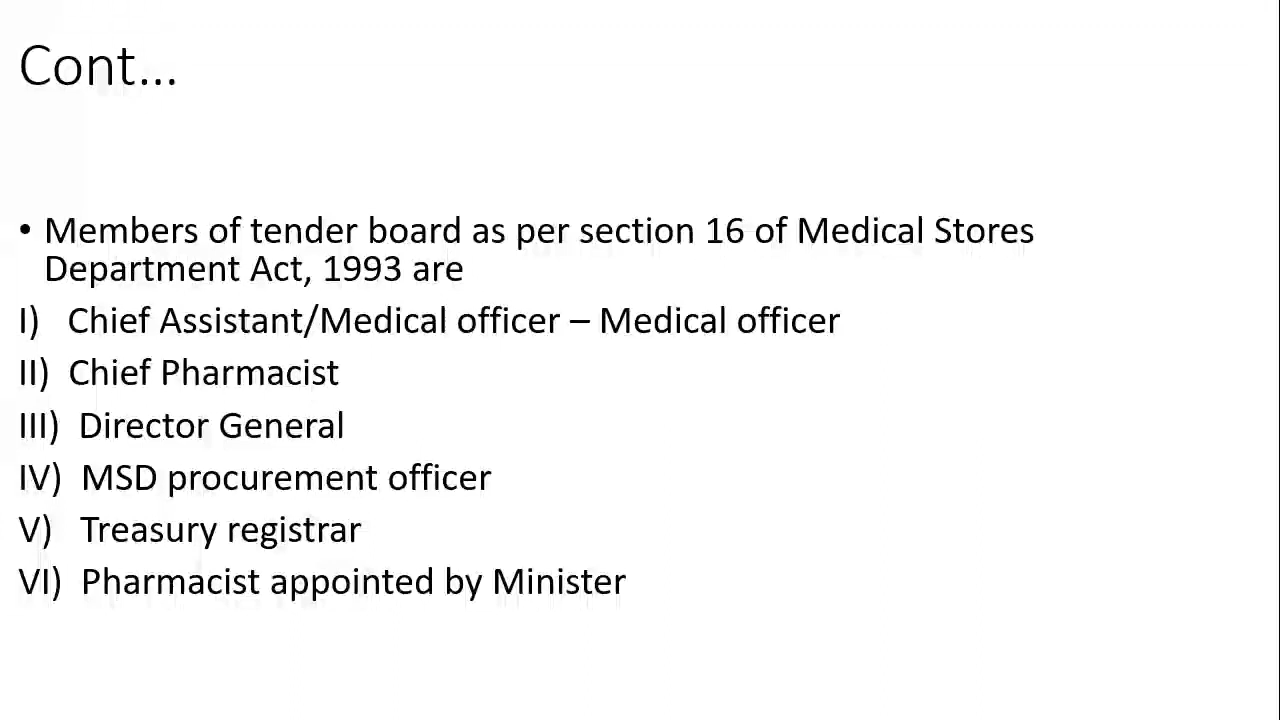 Cont...
• Members of tender board as per section 16 of Medical Stores
Department Act, 1993 are
I) Chief Assistant/Medical officer – Medical officer
II) Chief Pharmacist
III) Director General
IV) MSD procurement officer
V) Treasury registrar
VI) Pharmacist appointed by Minister